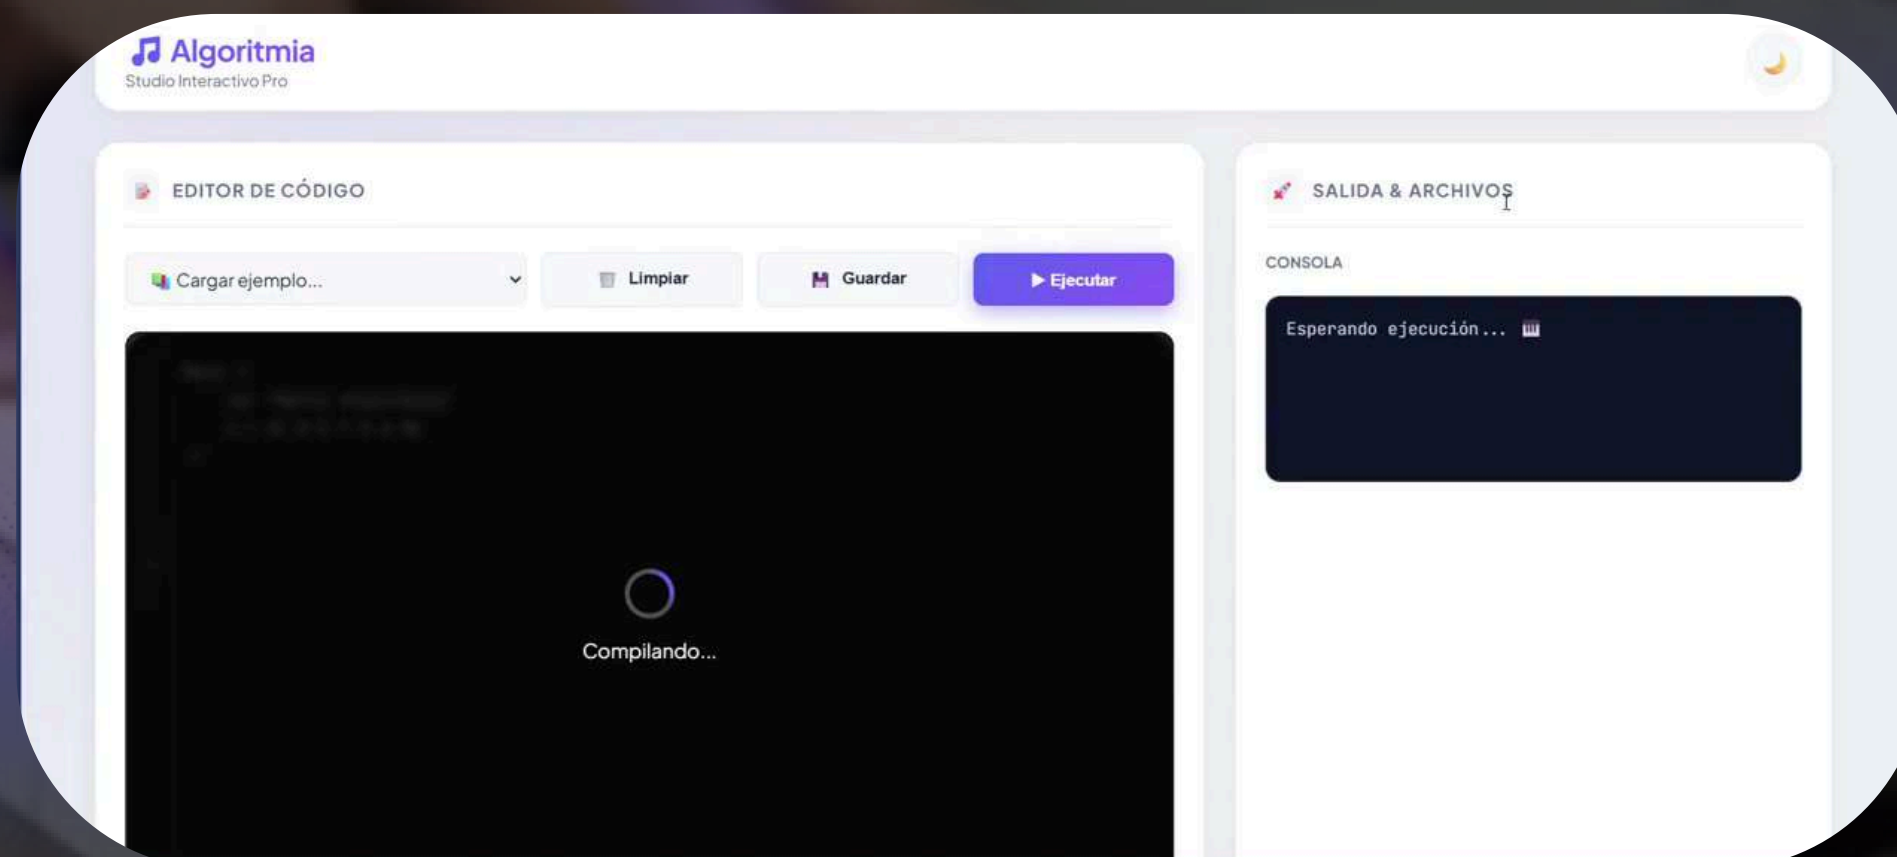 Algoritmia
Studio Interactivo Pro
EDITOR DE CÓDIGO
Cargar ejemplo...
Limpiar
Guardar
Ejecutar
Compilando...
SALIDA & ARCHIVOS
CONSOLA
Esperando ejecución...